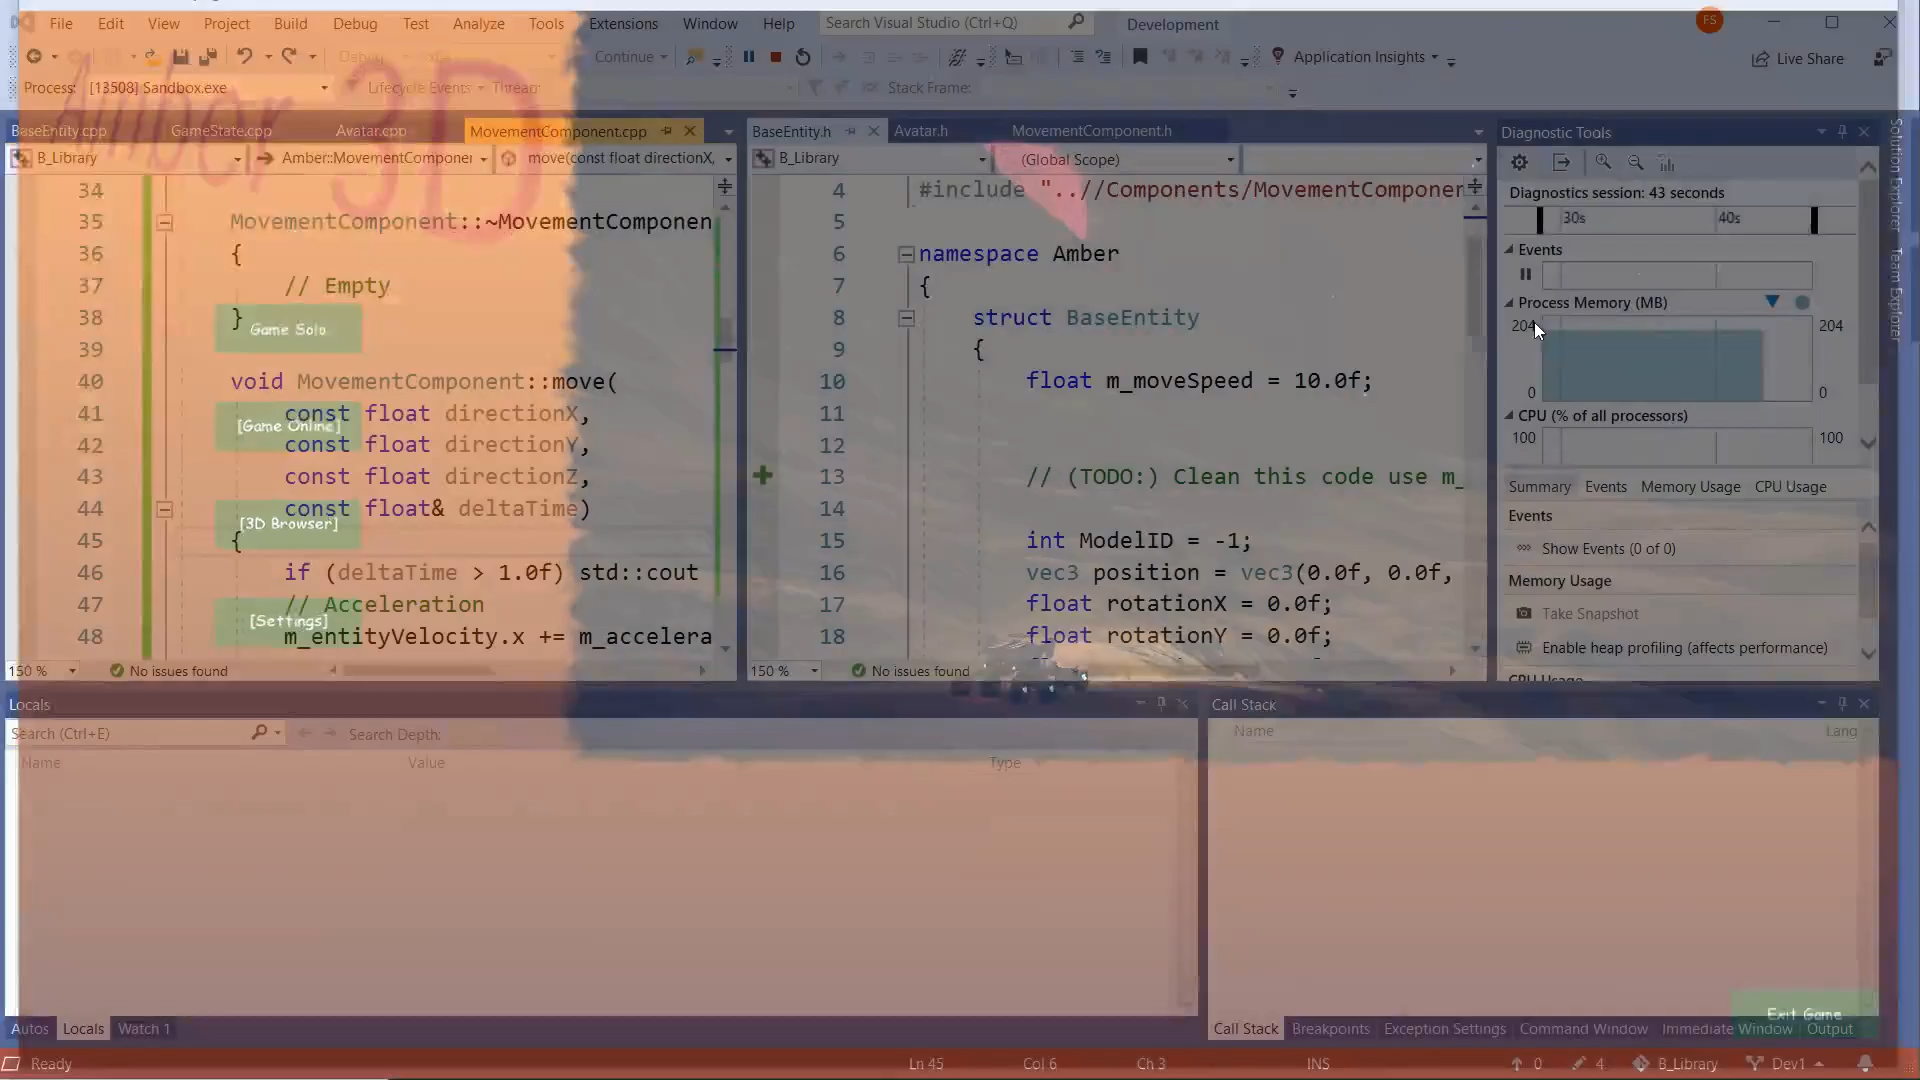 File Edit View Project Build Debug Test Analyze Tools Extensions Window Help Search Visual Studio (Ctrl+Q) Development FS
Debug Continue Application Insights Live Share
Process: [13508] Sandbox.exe Lifecycle Events Thread: Stack Frame:
Amber 3D
BaseEntity.cpp GameState.cpp Avatar.cpp MovementComponent.cpp
B_Library Amber::MovementComponer move(const float directionX,
34
35 MovementComponent::~MovementComponen
36 {
37 // Empty
38 }
Game Solo
39
40 void MovementComponent::move(
41 const float directionX,
[Game Online]
42 const float directionY,
43 const float directionZ,
44 const float& deltaTime)
[3D Browser]
45 {
46 if (deltaTime > 1.0f) std::cout
47 // Acceleration
[Settings]
48 m_entityVelocity.x += m_accelera
150 % No issues found
BaseEntity.h Avatar.h MovementComponent.h
B_Library (Global Scope)
4 #include "..//Components/MovementComponer
5
6 namespace Amber
7 {
8 struct BaseEntity
9 {
10 float m_moveSpeed = 10.0f;
11
12
13 // (TODO:) Clean this code use m_
14
15 int ModelID = -1;
16 vec3 position = vec3(0.0f, 0.0f,
17 float rotationX = 0.0f;
18 float rotationY = 0.0f;
150 % No issues found
Diagnostic Tools
Diagnostics session: 43 seconds
30s 40s
Events
Process Memory (MB)
204 204
0 0
CPU (% of all processors)
100 100
Summary Events Memory Usage CPU Usage
Events
Show Events (0 of 0)
Memory Usage
Take Snapshot
Enable heap profiling (affects performance)
CPU Usage
Solution Explorer
Team Explorer
Locals
Search (Ctrl+E) Search Depth:
Name Value Type
Autos Locals Watch 1
Call Stack
Name Lang
Exit Game
Call Stack Breakpoints Exception Settings Command Window Immediate Window Output
Ready Ln 45 Col 6 Ch 3 INS 0 4 B_Library Dev1